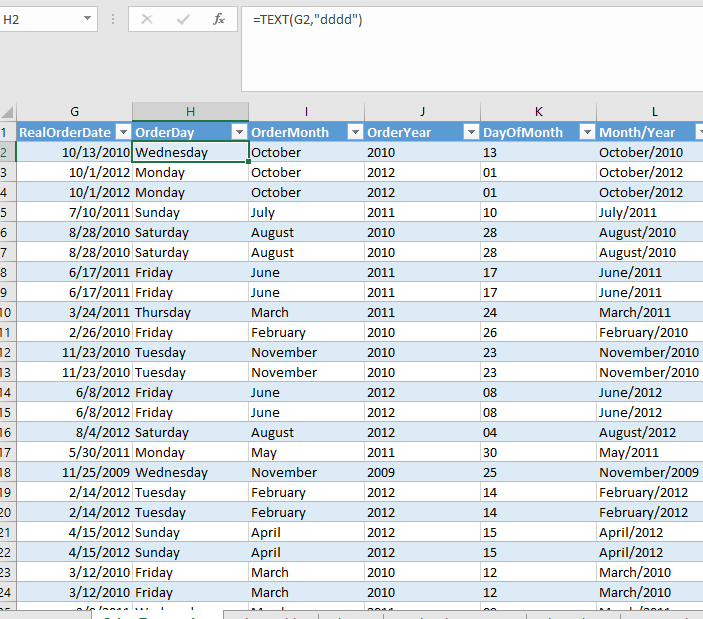 H2 fx =TEXT(G2,"dddd")
G H I J K L
1 RealOrderDate OrderDay OrderMonth OrderYear DayOfMonth Month/Year
2 10/13/2010 Wednesday October 2010 13 October/2010
3 10/1/2012 Monday October 2012 01 October/2012
4 10/1/2012 Monday October 2012 01 October/2012
5 7/10/2011 Sunday July 2011 10 July/2011
6 8/28/2010 Saturday August 2010 28 August/2010
7 8/28/2010 Saturday August 2010 28 August/2010
8 6/17/2011 Friday June 2011 17 June/2011
9 6/17/2011 Friday June 2011 17 June/2011
10 3/24/2011 Thursday March 2011 24 March/2011
11 2/26/2010 Friday February 2010 26 February/2010
12 11/23/2010 Tuesday November 2010 23 November/2010
13 11/23/2010 Tuesday November 2010 23 November/2010
14 6/8/2012 Friday June 2012 08 June/2012
15 6/8/2012 Friday June 2012 08 June/2012
16 8/4/2012 Saturday August 2012 04 August/2012
17 5/30/2011 Monday May 2011 30 May/2011
18 11/25/2009 Wednesday November 2009 25 November/2009
19 2/14/2012 Tuesday February 2012 14 February/2012
20 2/14/2012 Tuesday February 2012 14 February/2012
21 4/15/2012 Sunday April 2012 15 April/2012
22 4/15/2012 Sunday April 2012 15 April/2012
23 3/12/2010 Friday March 2010 12 March/2010
24 3/12/2010 Friday March 2010 12 March/2010